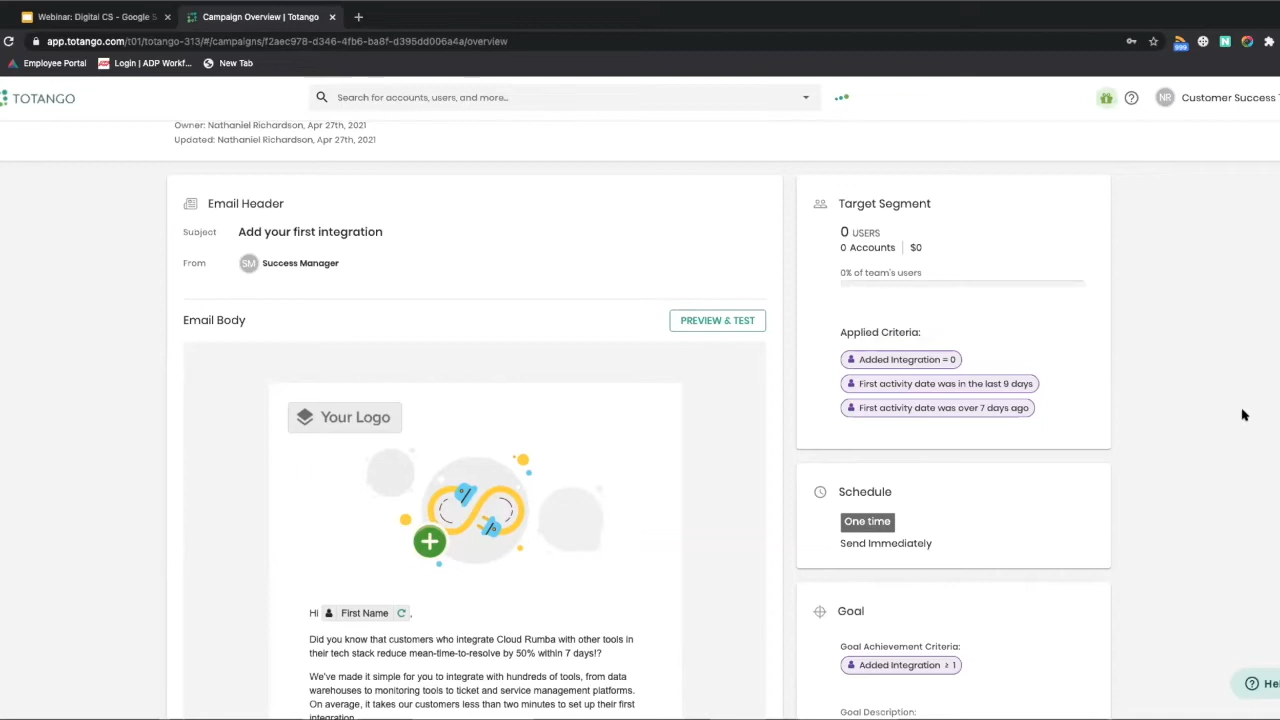 Webinar: Digital CS - Google S
Campaign Overview | Totango
app.totango.com/t01/totango-313/#/campaigns/f2aec978-d346-4fb6-ba8f-d395dd006a4a/overview
999
Employee Portal
Login | ADP Workf...
New Tab
TOTANGO
Search for accounts, users, and more...
NR
Customer Success T
Owner: Nathaniel Richardson, Apr 27th, 2021
Updated: Nathaniel Richardson, Apr 27th, 2021
Email Header
Subject Add your first integration
From SM Success Manager
Email Body
PREVIEW & TEST
Your Logo
Hi First Name ,
Did you know that customers who integrate Cloud Rumba with other tools in
their tech stack reduce mean-time-to-resolve by 50% within 7 days!?
We've made it simple for you to integrate with hundreds of tools, from data
warehouses to monitoring tools to ticket and service management platforms.
On average, it takes our customers less than two minutes to set up their first
integration.
Target Segment
0 USERS
0 Accounts | $0
0% of team's users
Applied Criteria:
Added Integration = 0
First activity date was in the last 9 days
First activity date was over 7 days ago
Schedule
One time
Send Immediately
Goal
Goal Achievement Criteria:
Added Integration ≥ 1
Goal Description:
Hel